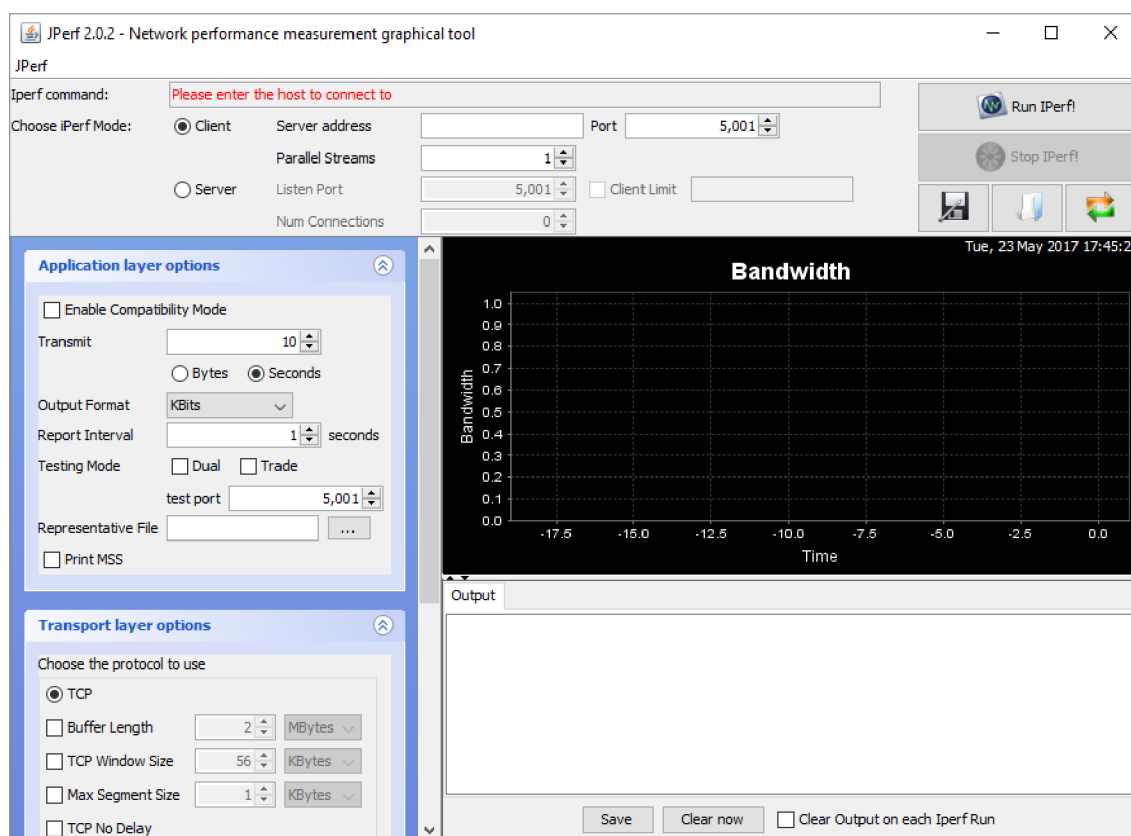 JPerf 2.0.2 - Network performance measurement graphical tool
JPerf
Iperf command: Please enter the host to connect to
Run IPerf!
Choose iPerf Mode: Client Server address Port 5,001
Parallel Streams 1
Stop IPerf!
Server Listen Port 5,001 Client Limit
Num Connections 0
Application layer options
Enable Compatibility Mode
Transmit 10
Bytes Seconds
Output Format KBits
Report Interval 1 seconds
Testing Mode Dual Trade
test port 5,001
Representative File ...
Print MSS
Transport layer options
Choose the protocol to use
TCP
Buffer Length 2 MBytes
TCP Window Size 56 KBytes
Max Segment Size 1 KBytes
TCP No Delay
Tue, 23 May 2017 17:45:2
Bandwidth
Bandwidth
1.0
0.9
0.8
0.7
0.6
0.5
0.4
0.3
0.2
0.1
0.0
-17.5 -15.0 -12.5 -10.0 -7.5 -5.0 -2.5 0.0
Time
Output
Save Clear now Clear Output on each Iperf Run